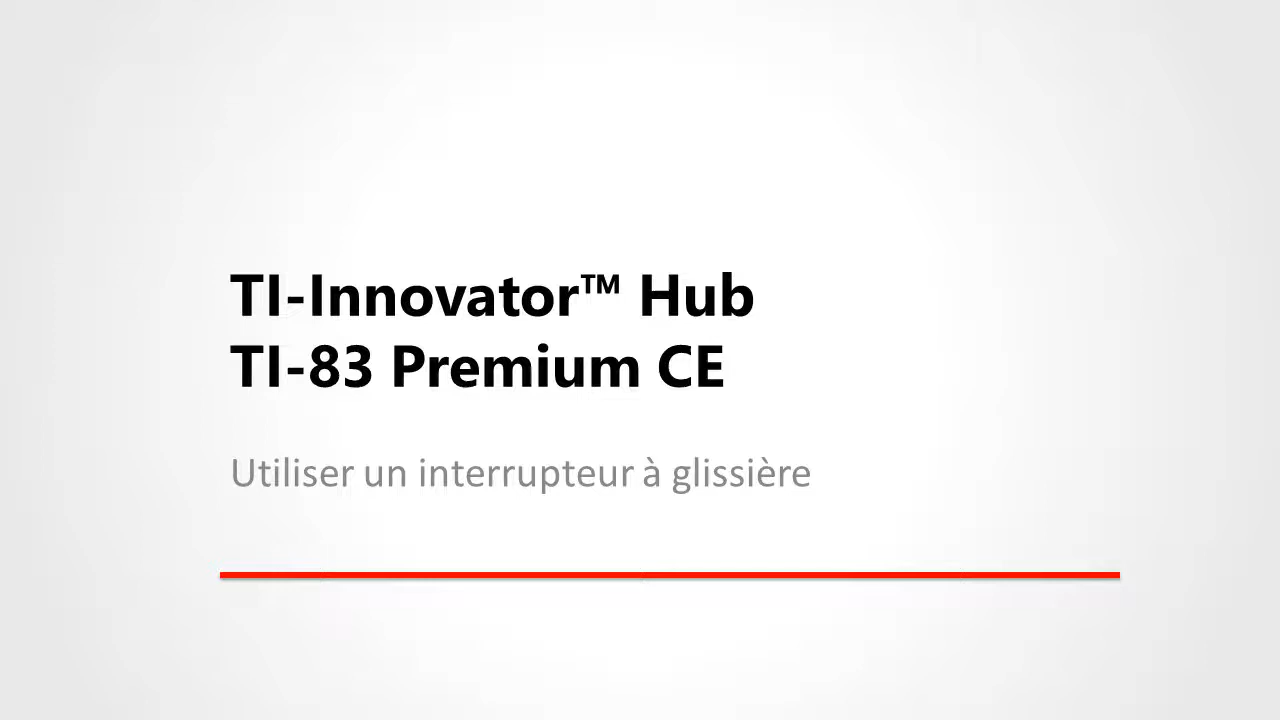 TI-Innovator™ Hub
TI-83 Premium CE
Utiliser un interrupteur à glissière